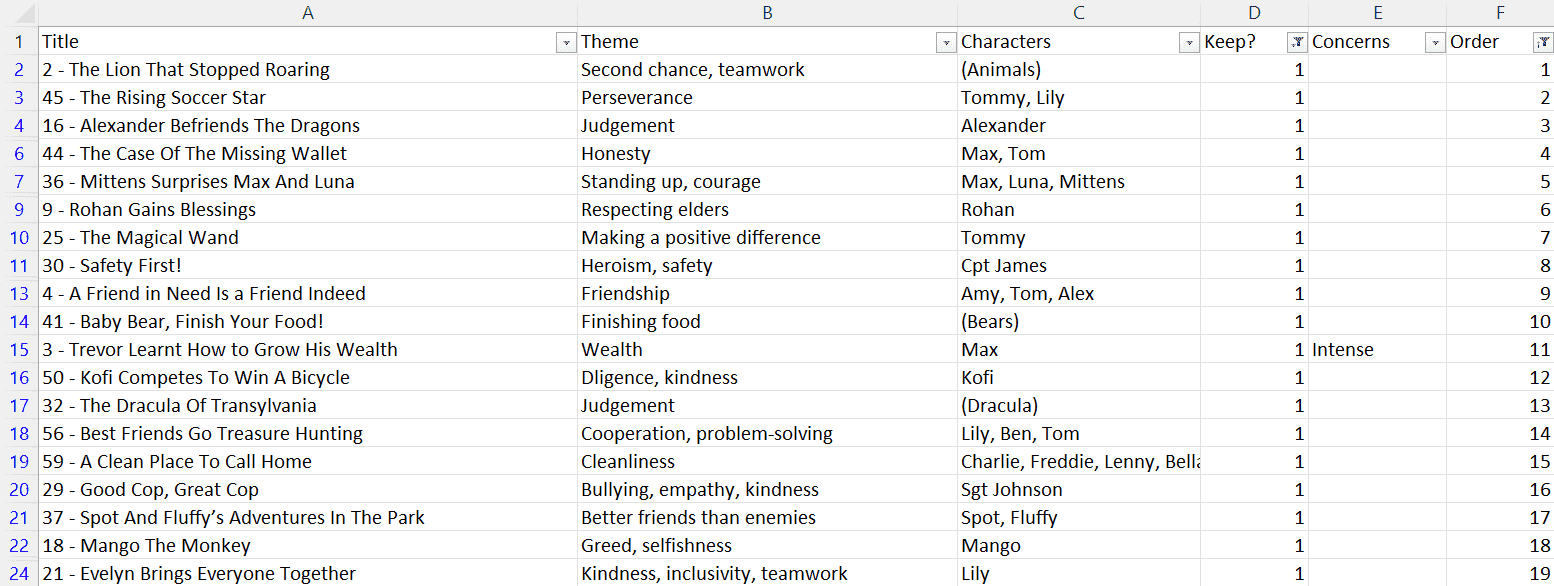 A B C D E F
1 Title Theme Characters Keep? Concerns Order
2 2 - The Lion That Stopped Roaring Second chance, teamwork (Animals) 1 1
3 45 - The Rising Soccer Star Perseverance Tommy, Lily 1 2
4 16 - Alexander Befriends The Dragons Judgement Alexander 1 3
6 44 - The Case Of The Missing Wallet Honesty Max, Tom 1 4
7 36 - Mittens Surprises Max And Luna Standing up, courage Max, Luna, Mittens 1 5
9 9 - Rohan Gains Blessings Respecting elders Rohan 1 6
10 25 - The Magical Wand Making a positive difference Tommy 1 7
11 30 - Safety First! Heroism, safety Cpt James 1 8
13 4 - A Friend in Need Is a Friend Indeed Friendship Amy, Tom, Alex 1 9
14 41 - Baby Bear, Finish Your Food! Finishing food (Bears) 1 10
15 3 - Trevor Learnt How to Grow His Wealth Wealth Max 1 Intense 11
16 50 - Kofi Competes To Win A Bicycle Dligence, kindness Kofi 1 12
17 32 - The Dracula Of Transylvania Judgement (Dracula) 1 13
18 56 - Best Friends Go Treasure Hunting Cooperation, problem-solving Lily, Ben, Tom 1 14
19 59 - A Clean Place To Call Home Cleanliness Charlie, Freddie, Lenny, Bella 1 15
20 29 - Good Cop, Great Cop Bullying, empathy, kindness Sgt Johnson 1 16
21 37 - Spot And Fluffy’s Adventures In The Park Better friends than enemies Spot, Fluffy 1 17
22 18 - Mango The Monkey Greed, selfishness Mango 1 18
24 21 - Evelyn Brings Everyone Together Kindness, inclusivity, teamwork Lily 1 19